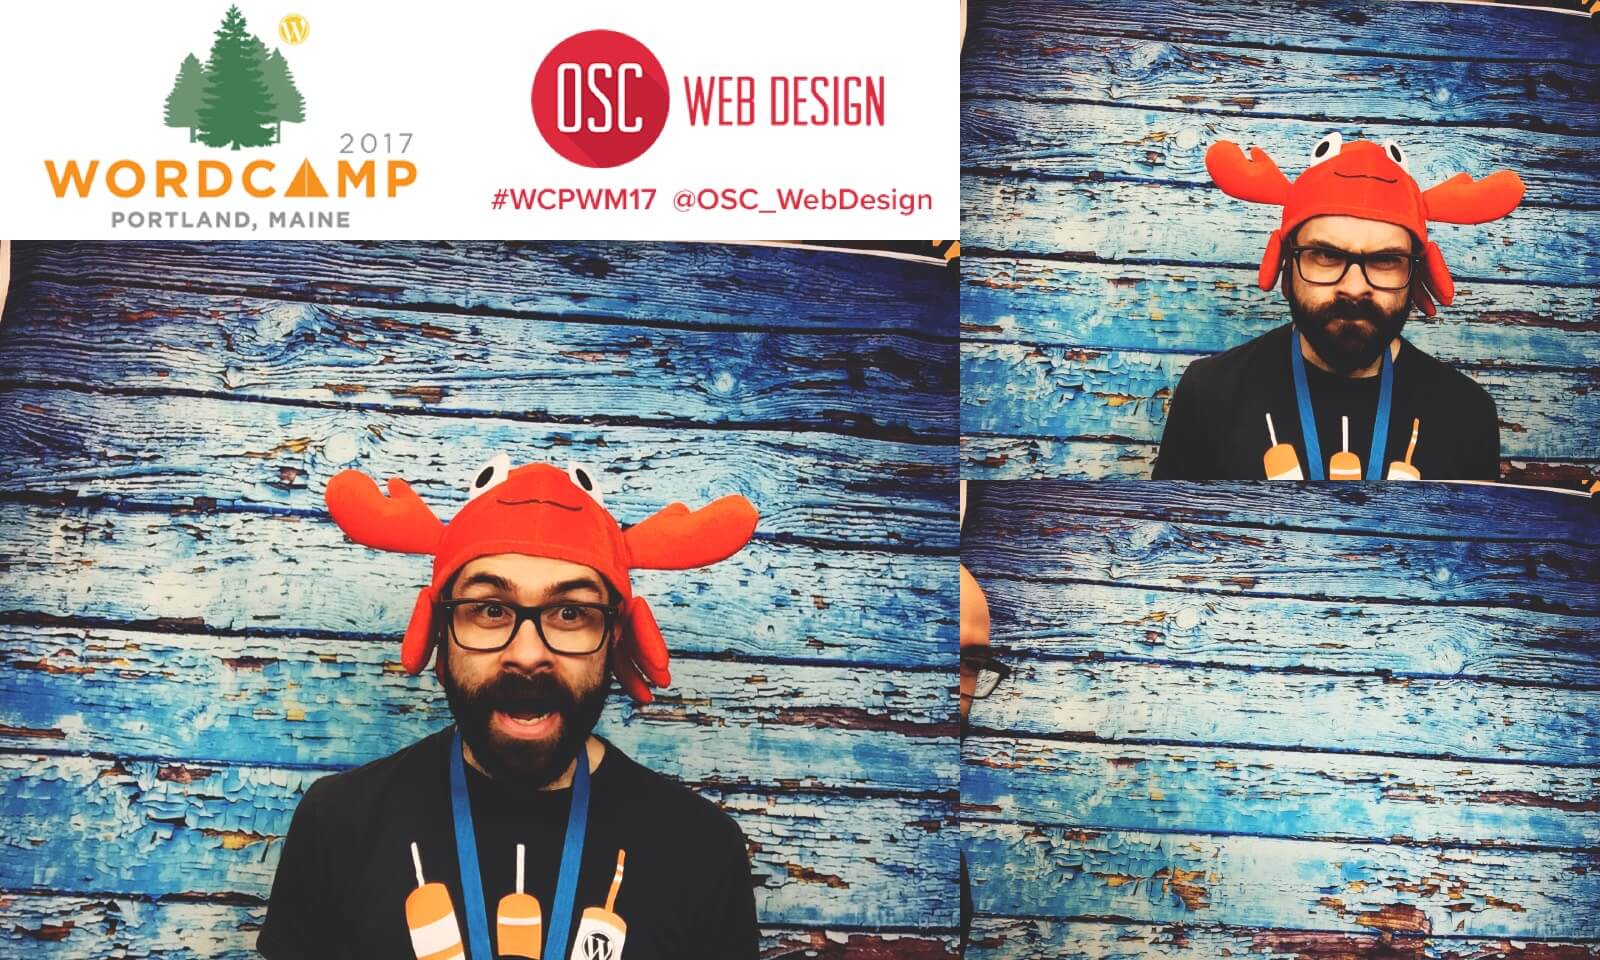 2017
WORDCAMP
PORTLAND, MAINE
OSC WEB DESIGN
#WCPWM17 @OSC_WebDesign